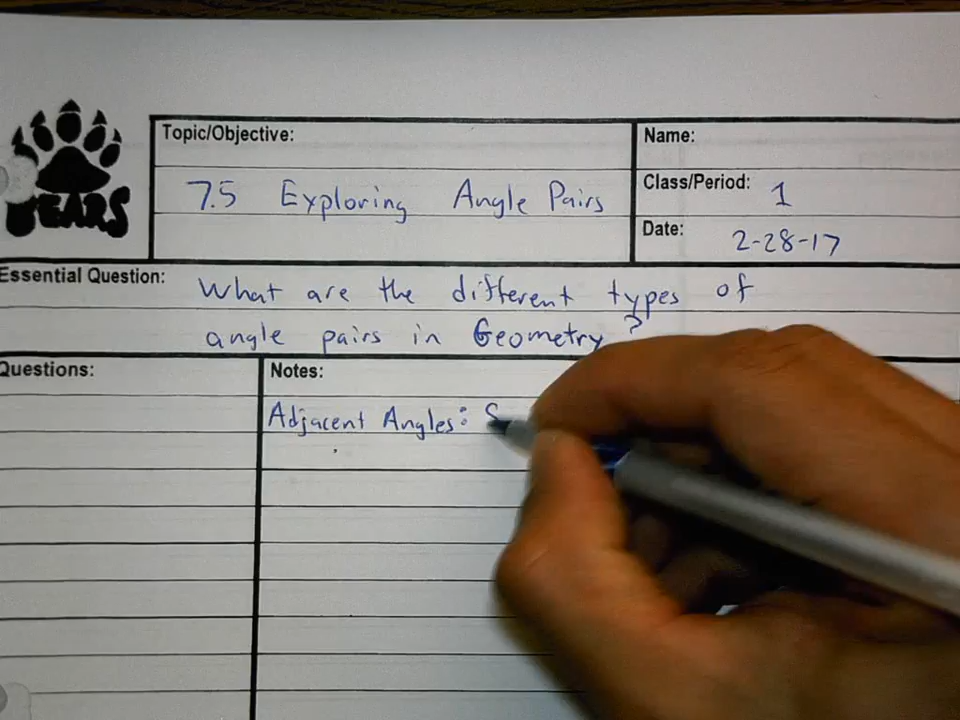 BEARS
Topic/Objective:
7.5 Exploring Angle Pairs
Name:
Class/Period: 1
Date: 2-28-17
Essential Question: What are the different types of
angle pairs in Geometry?
Questions:
Notes:
Adjacent Angles: S